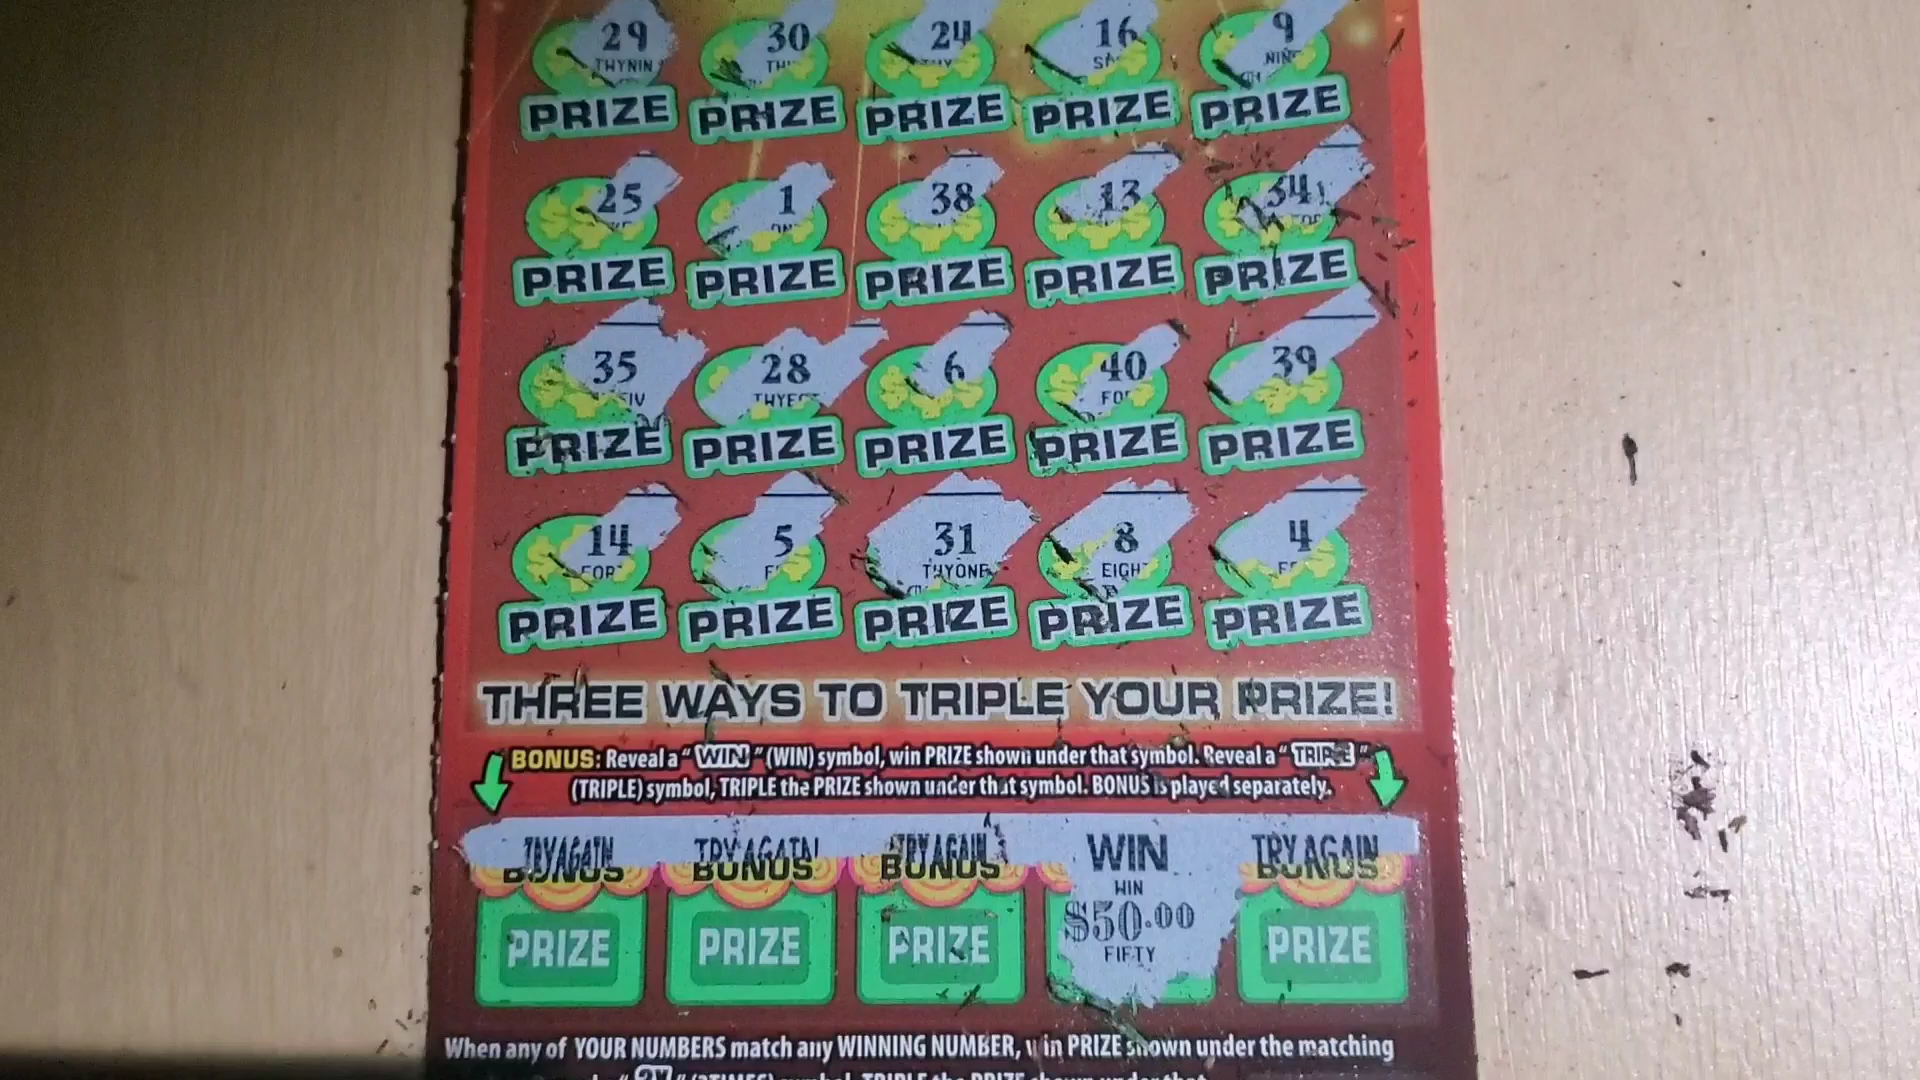 29 30 24 16 9
THYNIN NIN
PRIZE PRIZE PRIZE PRIZE PRIZE
25 1 38 13 34
PRIZE PRIZE PRIZE PRIZE PRIZE
35 28 6 40 39
PRIZE PRIZE PRIZE PRIZE PRIZE
14 5 31 8 4
FOR THYONE EIGHT
PRIZE PRIZE PRIZE PRIZE PRIZE
THREE WAYS TO TRIPLE YOUR PRIZE!
BONUS: Reveal a "WIN" (WIN) symbol, win PRIZE shown under that symbol. Reveal a "TRIPLE"
(TRIPLE) symbol, TRIPLE the PRIZE shown under that symbol. BONUS is played separately.
TRY AGAIN TRY AGAIN TRY AGAIN WIN TRY AGAIN
BONUS BONUS BONUS WIN BONUS
$50.00
PRIZE PRIZE PRIZE FIFTY PRIZE
When any of YOUR NUMBERS match any WINNING NUMBER, win PRIZE shown under the matching